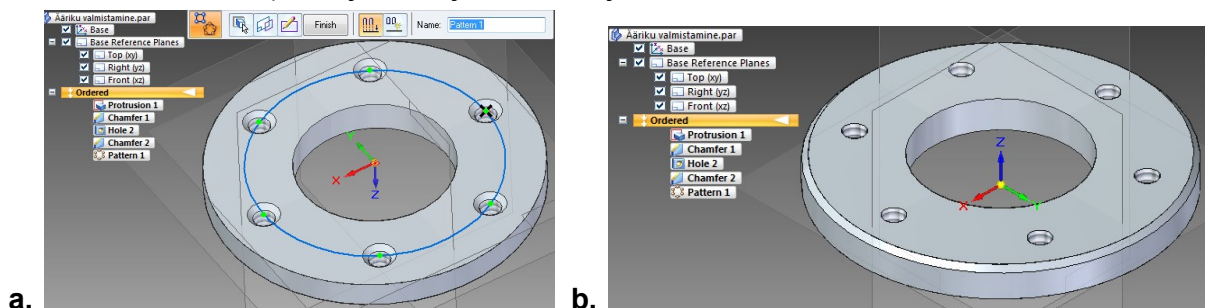 Ääriku valmistamine.par
Base
Base Reference Planes
Top (xy)
Right (yz)
Front (xz)
Ordered
Protrusion 1
Chamfer 1
Hole 2
Chamfer 2
Pattern 1
Finish
Name: Pattern 1
X
Z
a.
Ääriku valmistamine.par
Base
Base Reference Planes
Top (xy)
Right (yz)
Front (xz)
Ordered
Protrusion 1
Chamfer 1
Hole 2
Chamfer 2
Pattern 1
Z
X
Y
b.